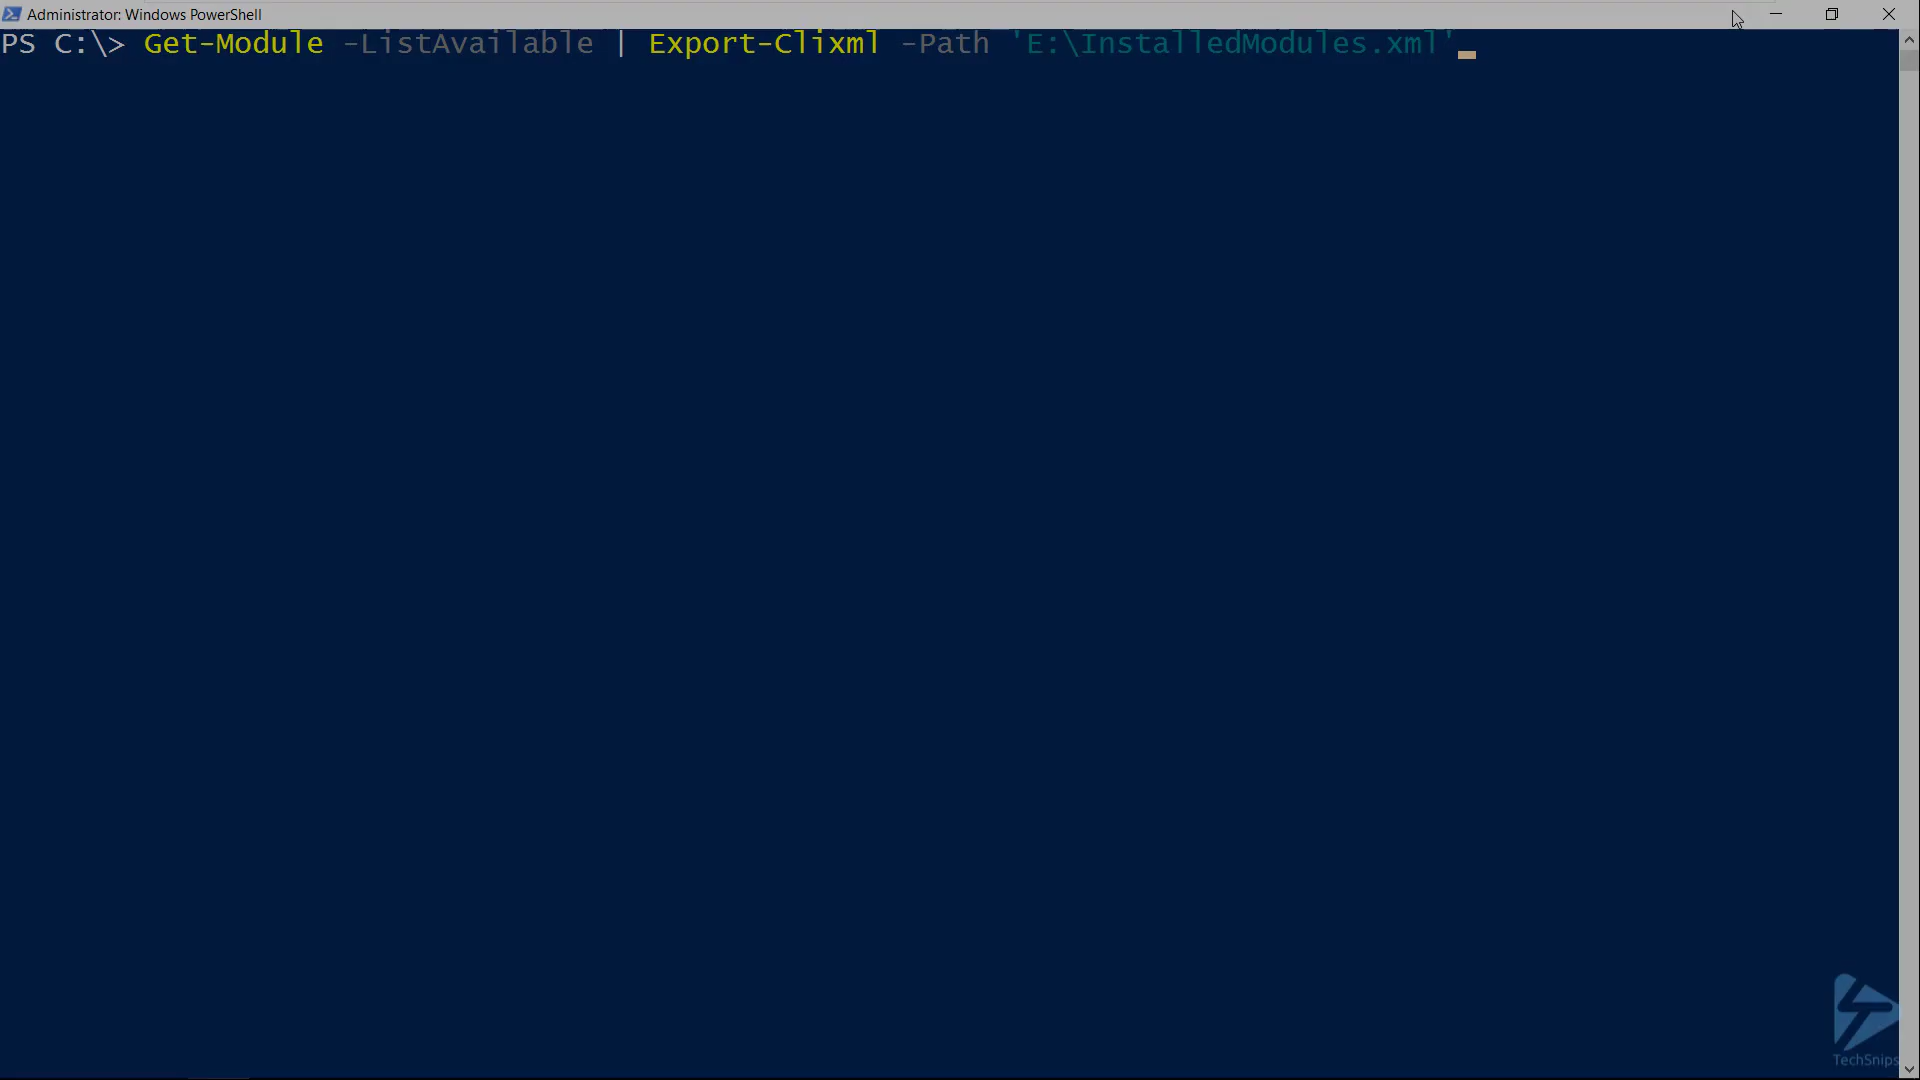 Administrator: Windows PowerShell
PS C:\> Get-Module -ListAvailable | Export-Clixml -Path 'E:\InstalledModules.xml'
TechSnips